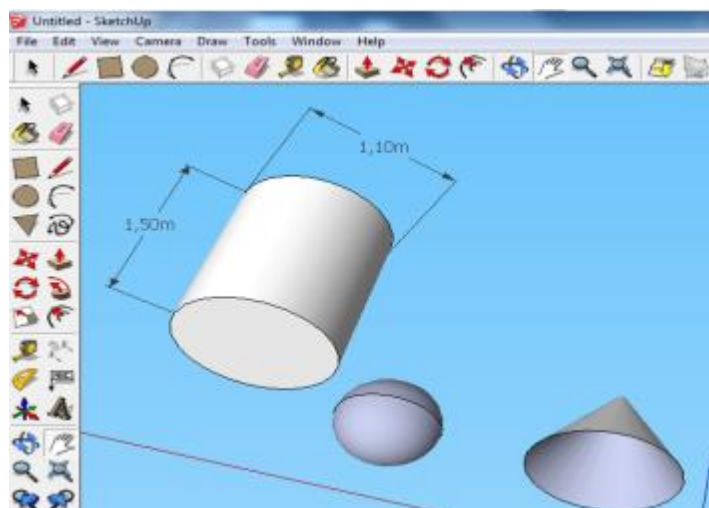 Untitled - SketchUp
File Edit View Camera Draw Tools Window Help
1,10m
1,50m